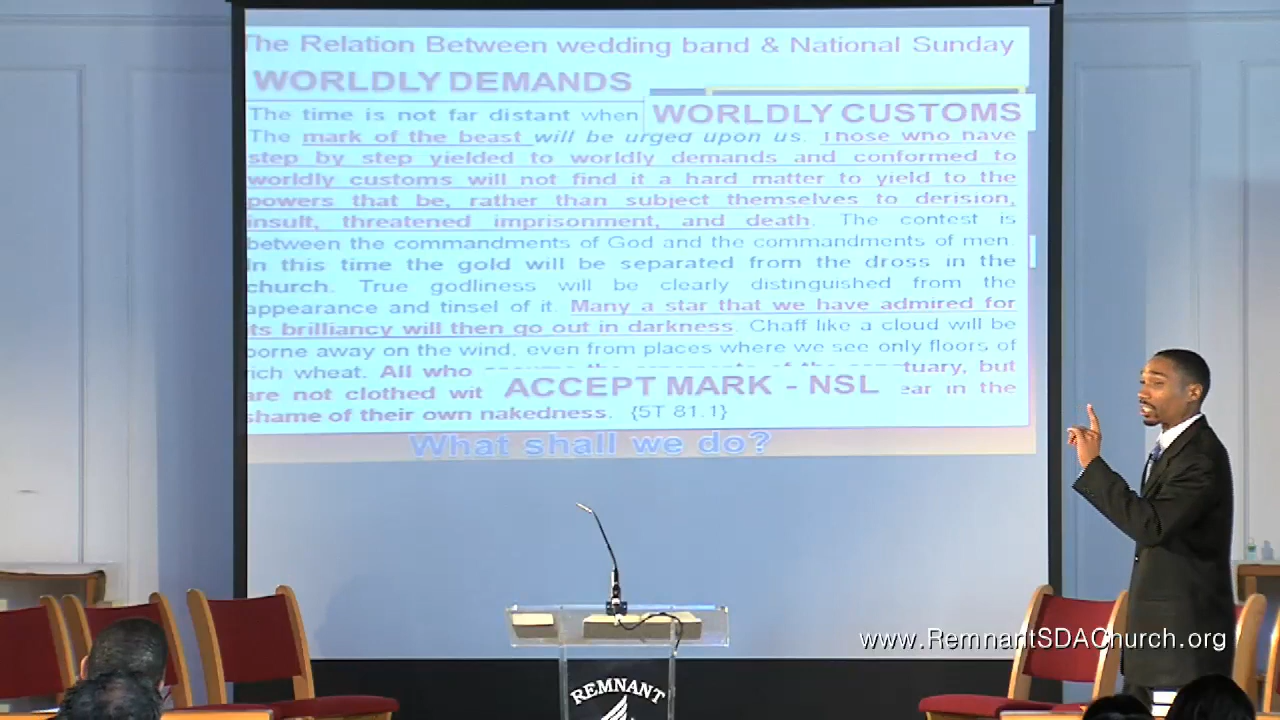 The Relation Between wedding band & National Sunday
WORLDLY DEMANDS
The time is not far distant when
WORLDLY CUSTOMS
The mark of the beast will be urged upon us. Those who have
step by step yielded to worldly demands and conformed to
worldly customs will not find it a hard matter to yield to the
powers that be, rather than subject themselves to derision,
insult, threatened imprisonment, and death. The contest is
between the commandments of God and the commandments of men.
In this time the gold will be separated from the dross in the
church. True godliness will be clearly distinguished from the
appearance and tinsel of it. Many a star that we have admired for
its brilliancy will then go out in darkness. Chaff like a cloud will be
borne away on the wind, even from places where we see only floors of
rich wheat. All who
tuary, but
are not clothed wit
ACCEPT MARK - NSL
ear in the
shame of their own nakedness. {5T 81.1}
What shall we do?
www.RemnantSDAChurch.org
REMNANT